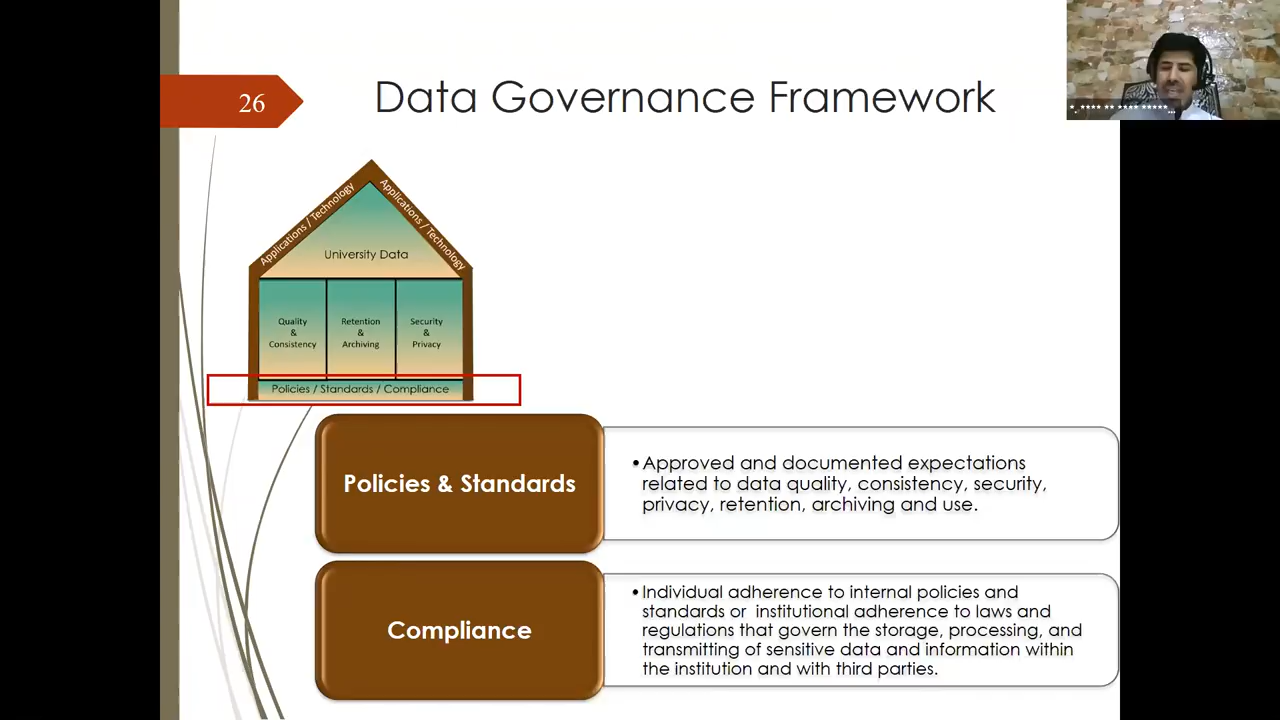 26
Data Governance Framework
Applications / Technology
Applications / Technology
University Data
Quality
&
Consistency
Retention
&
Archiving
Security
&
Privacy
Policies / Standards / Compliance
Policies & Standards
•Approved and documented expectations
related to data quality, consistency, security,
privacy, retention, archiving and use.
Compliance
•Individual adherence to internal policies and
standards or institutional adherence to laws and
regulations that govern the storage, processing, and
transmitting of sensitive data and information within
the institution and with third parties.